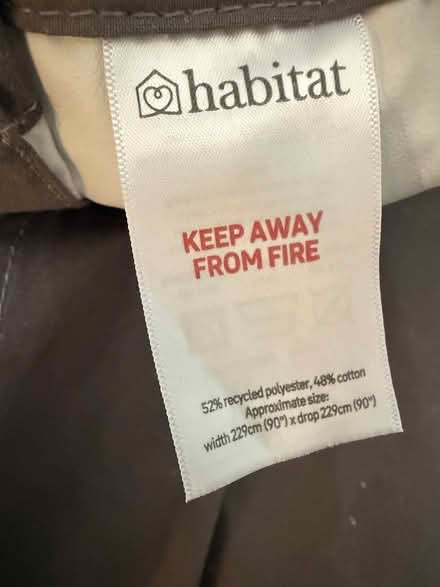 habitat
KEEP AWAY
FROM FIRE
52% recycled polyester, 48% cotton
Approximate size:
width 229cm (90") x drop 229cm (90")